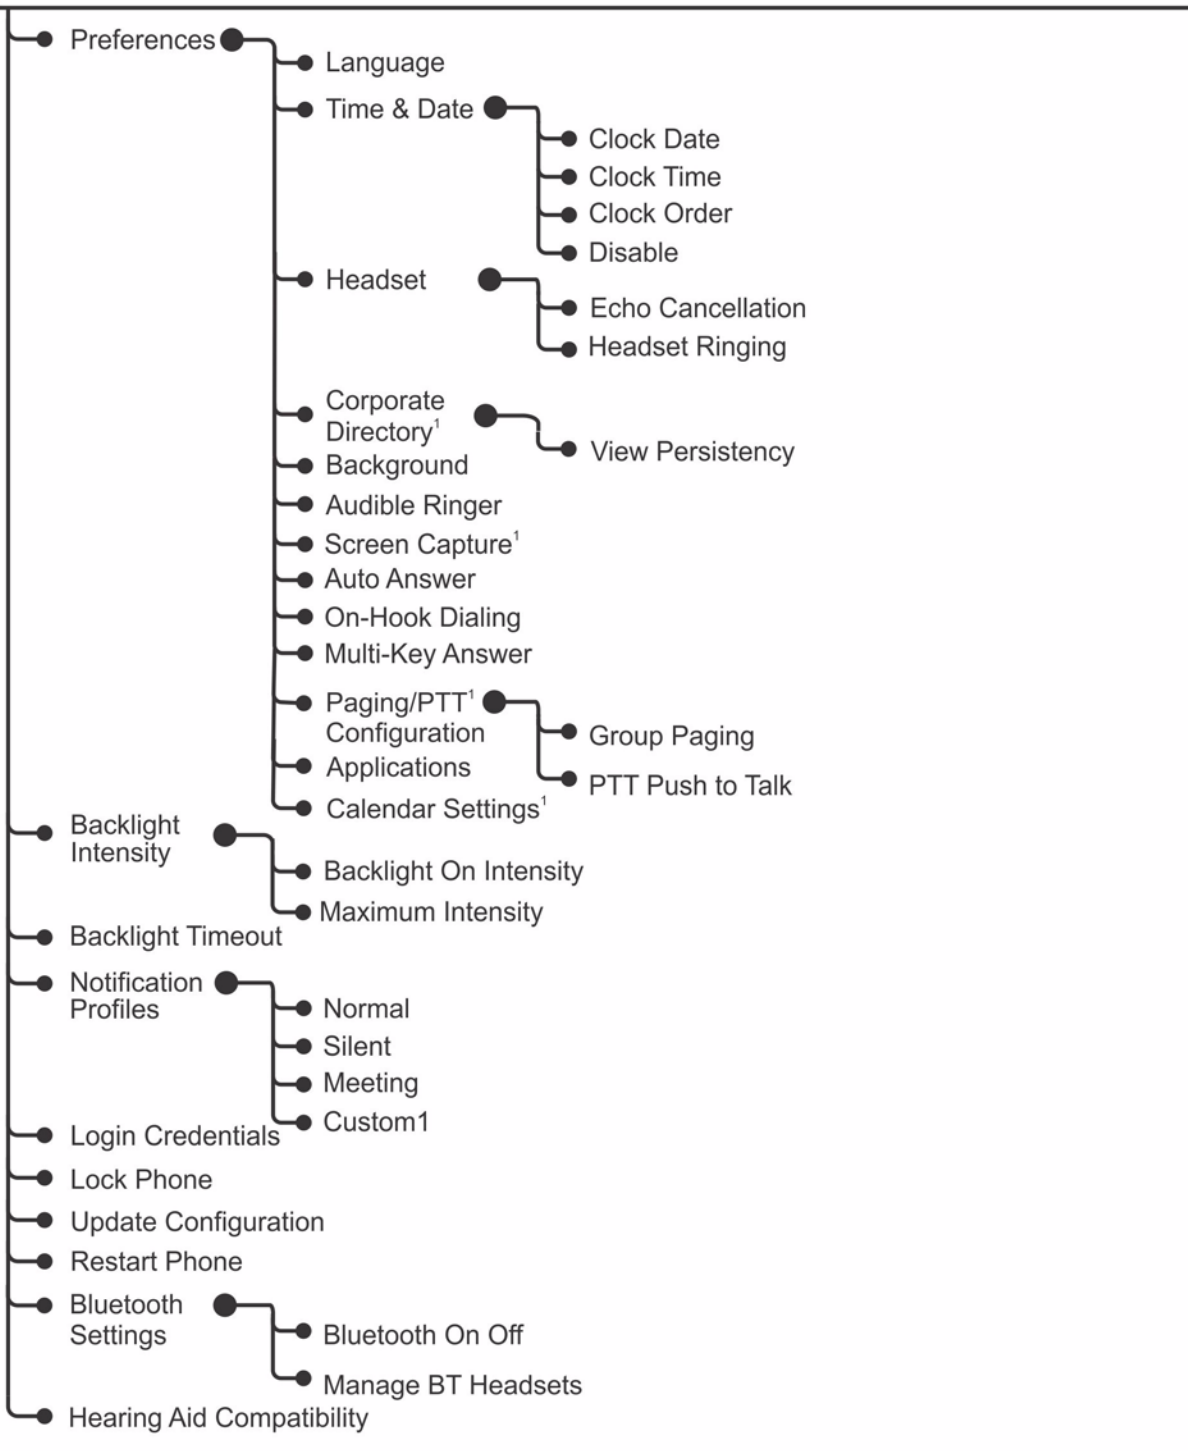 Preferences
Language
Time & Date
Clock Date
Clock Time
Clock Order
Disable
Headset
Echo Cancellation
Headset Ringing
Corporate
Directory¹
View Persistency
Background
Audible Ringer
Screen Capture¹
Auto Answer
On-Hook Dialing
Multi-Key Answer
Paging/PTT¹
Configuration
Group Paging
PTT Push to Talk
Applications
Calendar Settings¹
Backlight
Intensity
Backlight On Intensity
Maximum Intensity
Backlight Timeout
Notification
Profiles
Normal
Silent
Meeting
Custom1
Login Credentials
Lock Phone
Update Configuration
Restart Phone
Bluetooth
Settings
Bluetooth On Off
Manage BT Headsets
Hearing Aid Compatibility